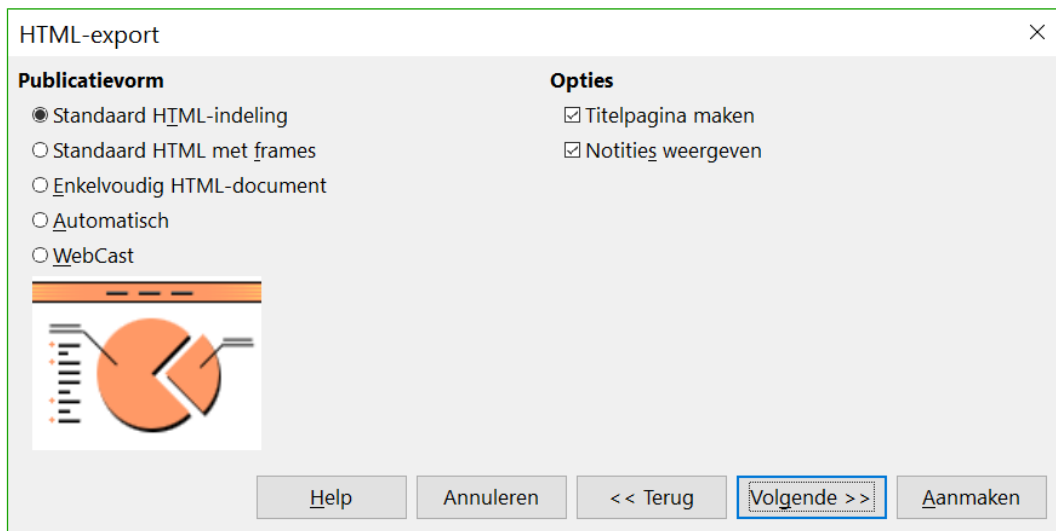 HTML-export
Publicatievorm
Standaard HTML-indeling
Standaard HTML met frames
Enkelvoudig HTML-document
Automatisch
WebCast
Opties
Titelpagina maken
Notities weergeven
Help
Annuleren
<< Terug
Volgende >>
Aanmaken